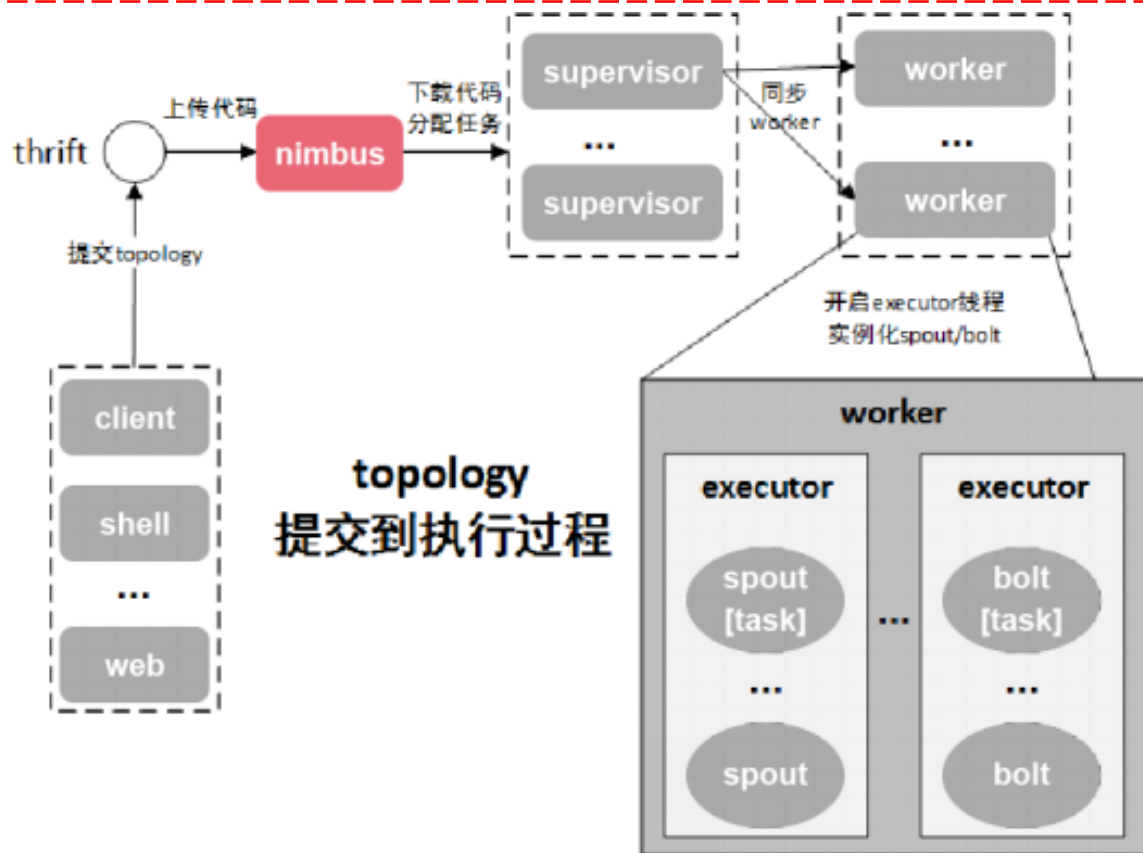 supervisor
...
supervisor
worker
...
worker
同步
worker
下载代码
分配任务
上传代码
thrift
nimbus
提交topology
开启executor线程
实例化spout/bolt
client
shell
...
web
topology
提交到执行过程
worker
executor
spout
[task]
...
spout
...
executor
bolt
[task]
...
bolt